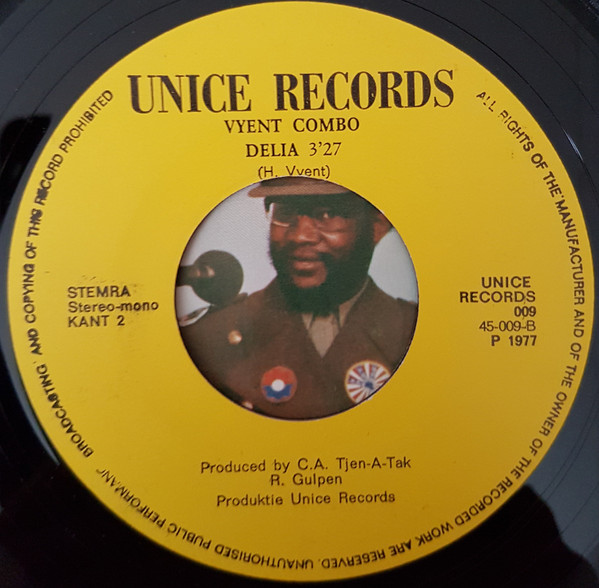 UNICE RECORDS
VYENT COMBO
DELIA 3'27
(H. Vyent)
STEMRA
Stereo-mono
KANT 2
UNICE
RECORDS
009
45-009-B
P 1977
Produced by C.A. Tjen-A-Tak
R. Gulpen
Produktie Unice Records
ALL RIGHTS OF THE MANUFACTURER AND OF THE OWNER OF THE RECORDED WORK ARE RESERVED. UNAUTHORISED PUBLIC PERFORMAN' BROADCASTING, AND COPYING OF THIS RECORD PROHIBITED